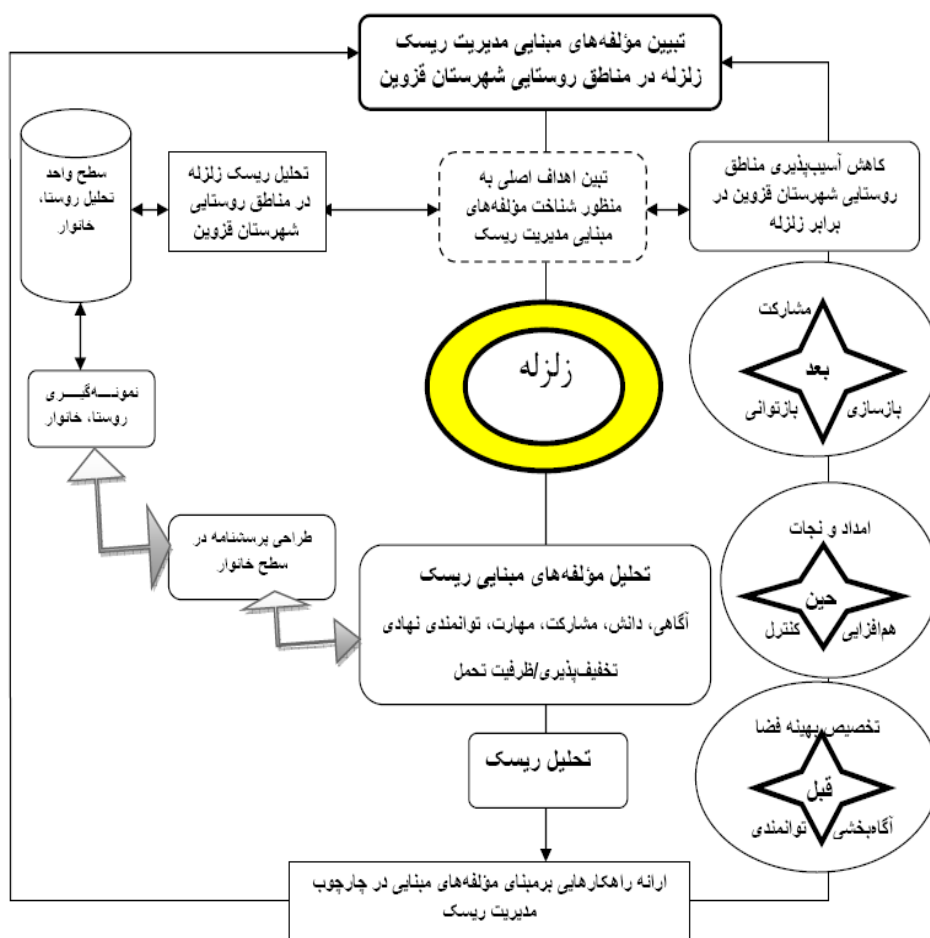 تبیین مؤلفه‌های مبنایی مدیریت ریسک
زلزله در مناطق روستایی شهرستان قزوین
کاهش آسیب‌پذیری مناطق
روستایی شهرستان قزوین در
برابر زلزله
تبین اهداف اصلی به
منظور شناخت مؤلفه‌های
مبنایی مدیریت ریسک
تحلیل ریسک زلزله
در مناطق روستایی
شهرستان قزوین
سطح واحد
تحلیل روستا،
خانوار
مشارکت
بعد
بازسازی
بازتوانی
زلزله
نمونه‌گیری
روستا، خانوار
امداد و نجات
حین
هم‌افزایی
کنترل
طراحی پرسشنامه در
سطح خانوار
تحلیل مؤلفه‌های مبنایی ریسک
آگاهی، دانش، مشارکت، مهارت، توانمندی نهادی
تخفیف‌پذیری/ظرفیت تحمل
تخصیص بهینه فضا
قبل
آگاه‌بخشی
توانمندی
تحلیل ریسک
ارائه راهکارهایی برمبنای مؤلفه‌های مبنایی در چارچوب
مدیریت ریسک